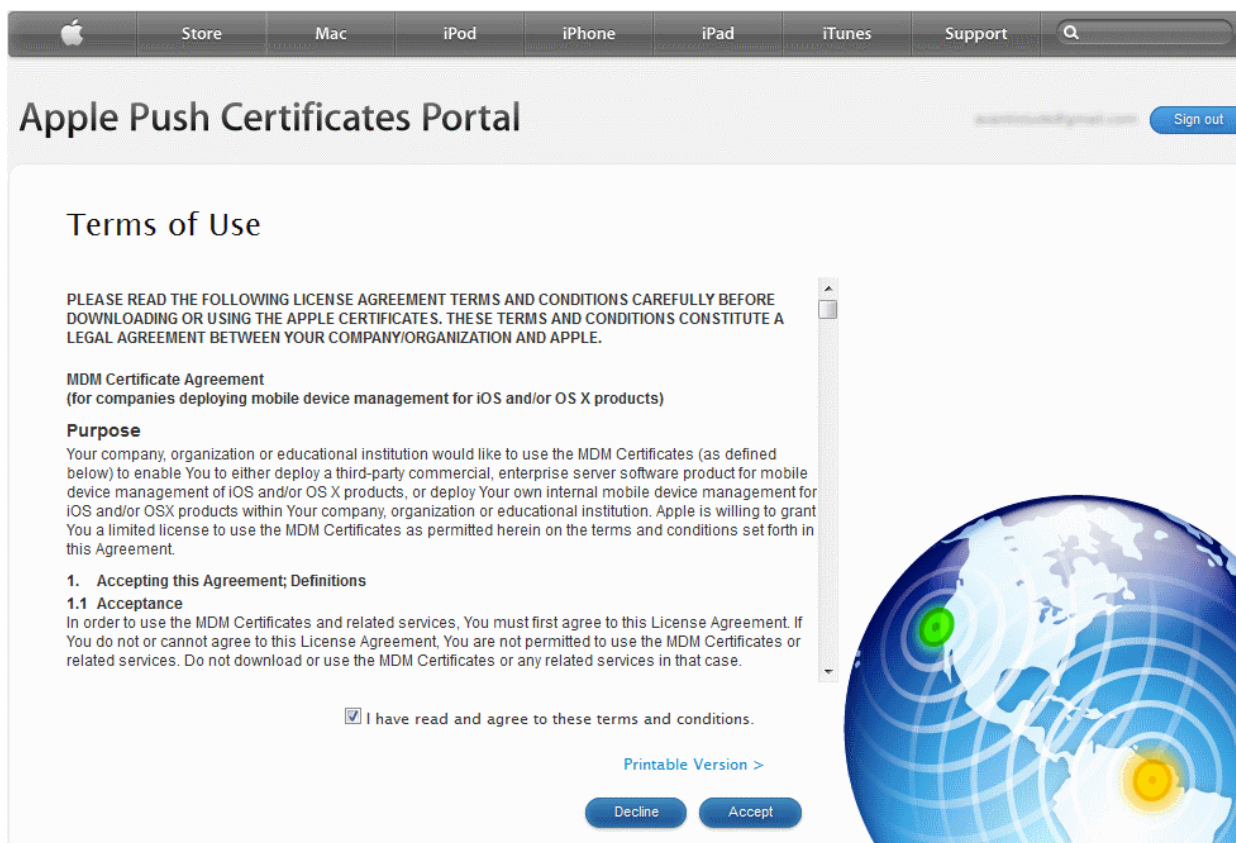 Store Mac iPod iPhone iPad iTunes Support
Apple Push Certificates Portal
Sign out
Terms of Use
PLEASE READ THE FOLLOWING LICENSE AGREEMENT TERMS AND CONDITIONS CAREFULLY BEFORE
DOWNLOADING OR USING THE APPLE CERTIFICATES. THESE TERMS AND CONDITIONS CONSTITUTE A
LEGAL AGREEMENT BETWEEN YOUR COMPANY/ORGANIZATION AND APPLE.
MDM Certificate Agreement
(for companies deploying mobile device management for iOS and/or OS X products)
Purpose
Your company, organization or educational institution would like to use the MDM Certificates (as defined
below) to enable You to either deploy a third-party commercial, enterprise server software product for mobile
device management of iOS and/or OS X products, or deploy Your own internal mobile device management for
iOS and/or OSX products within Your company, organization or educational institution. Apple is willing to grant
You a limited license to use the MDM Certificates as permitted herein on the terms and conditions set forth in
this Agreement.
1. Accepting this Agreement; Definitions
1.1 Acceptance
In order to use the MDM Certificates and related services, You must first agree to this License Agreement. If
You do not or cannot agree to this License Agreement, You are not permitted to use the MDM Certificates or
related services. Do not download or use the MDM Certificates or any related services in that case.
I have read and agree to these terms and conditions.
Printable Version >
Decline Accept